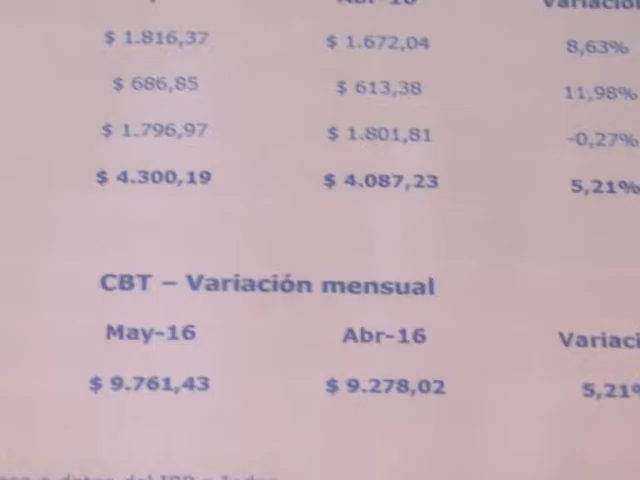 $ 1.816,37 $ 1.672,04 8,63%
$ 686,85 $ 613,38 11,98%
$ 1.796,97 $ 1.801,81 -0,27%
$ 4.300,19 $ 4.087,23 5,21%
CBT – Variación mensual
May-16 Abr-16 Variaci
$ 9.761,43 $ 9.278,02 5,21%